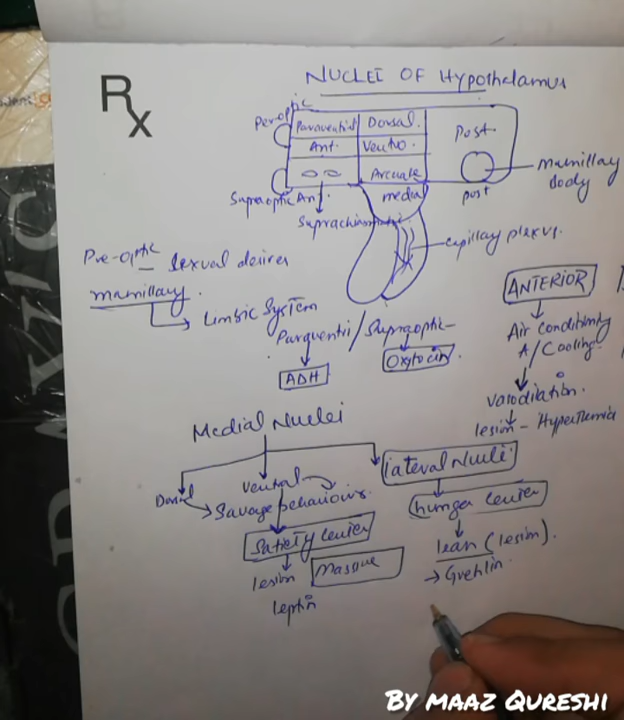 Rx
NUCLEI OF Hypothalamus
Pre-optic
Paraventri Dorsal.
Ant. Ventro.
Arcuate
Post.
mamillary
Body
Supraoptic Ant.
medial
post
Suprachiasmatic
capillary plexus.
Pre-optic - sexual desires
mamillary.
Limbic System
Paraventri / Supraoptic
ADH
Oxytocin.
ANTERIOR
Air conditioning
A/Cooling.
Vasodilation.
lesion - Hyperthermia
Medial Nuclei
Dorsal
Ventral
Savage behaviours.
Satiety Center
lesion
leptin
lateral Nuclei
hunger center
lean (lesion).
→ Grehlin.
BY MAAZ QURESHI